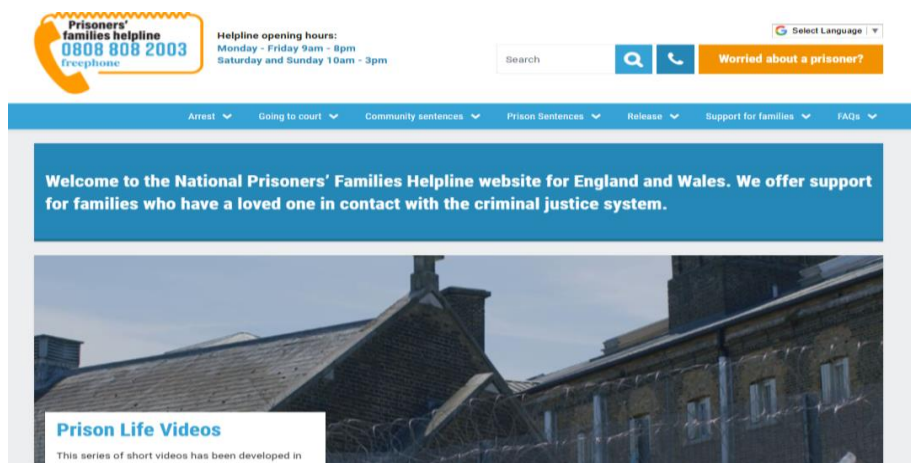 Prisoners'
families helpline
0808 808 2003
freephone
Helpline opening hours:
Monday - Friday 9am - 8pm
Saturday and Sunday 10am - 3pm
Select Language
Search
Worried about a prisoner?
Arrest
Going to court
Community sentences
Prison Sentences
Release
Support for families
FAQs
Welcome to the National Prisoners' Families Helpline website for England and Wales. We offer support
for families who have a loved one in contact with the criminal justice system.
Prison Life Videos
This series of short videos has been developed in